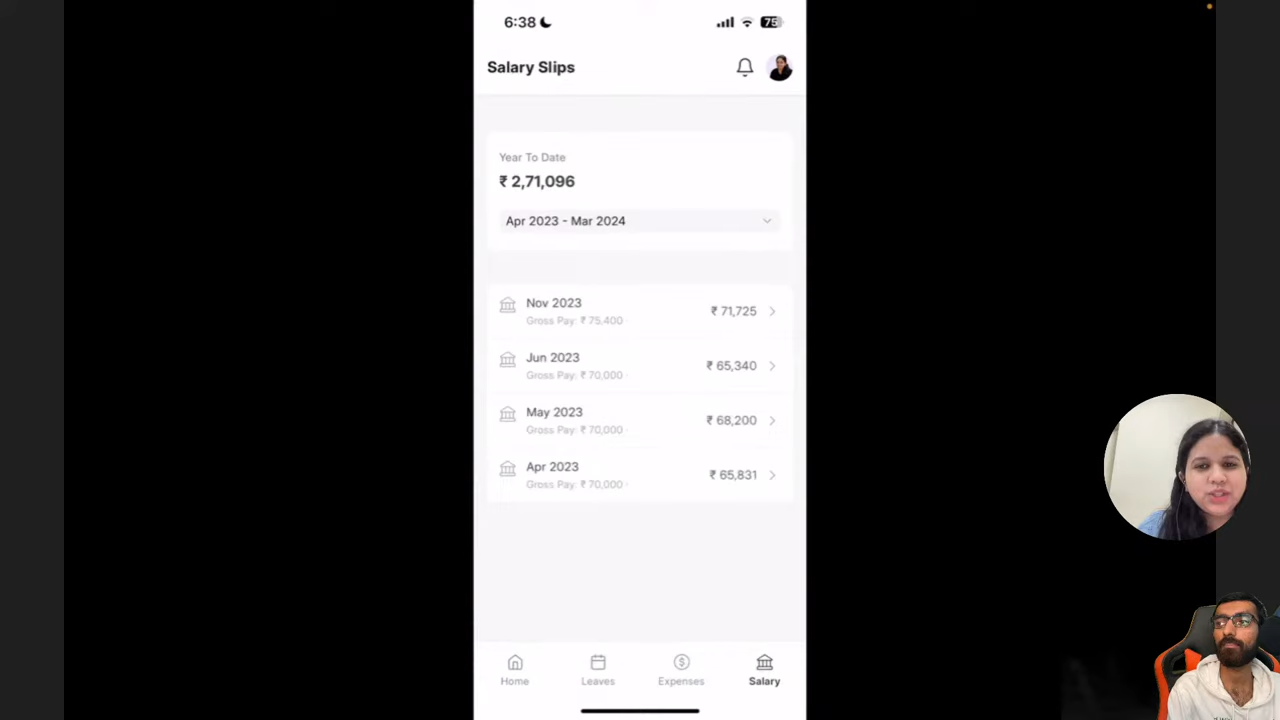 6:38
75
Salary Slips
Year To Date
₹ 2,71,096
Apr 2023 - Mar 2024
Nov 2023
Gross Pay: ₹ 75,400 ·
₹ 71,725
Jun 2023
Gross Pay: ₹ 70,000 ·
₹ 65,340
May 2023
Gross Pay: ₹ 70,000 ·
₹ 68,200
Apr 2023
Gross Pay: ₹ 70,000 ·
₹ 65,831
Home
Leaves
Expenses
Salary